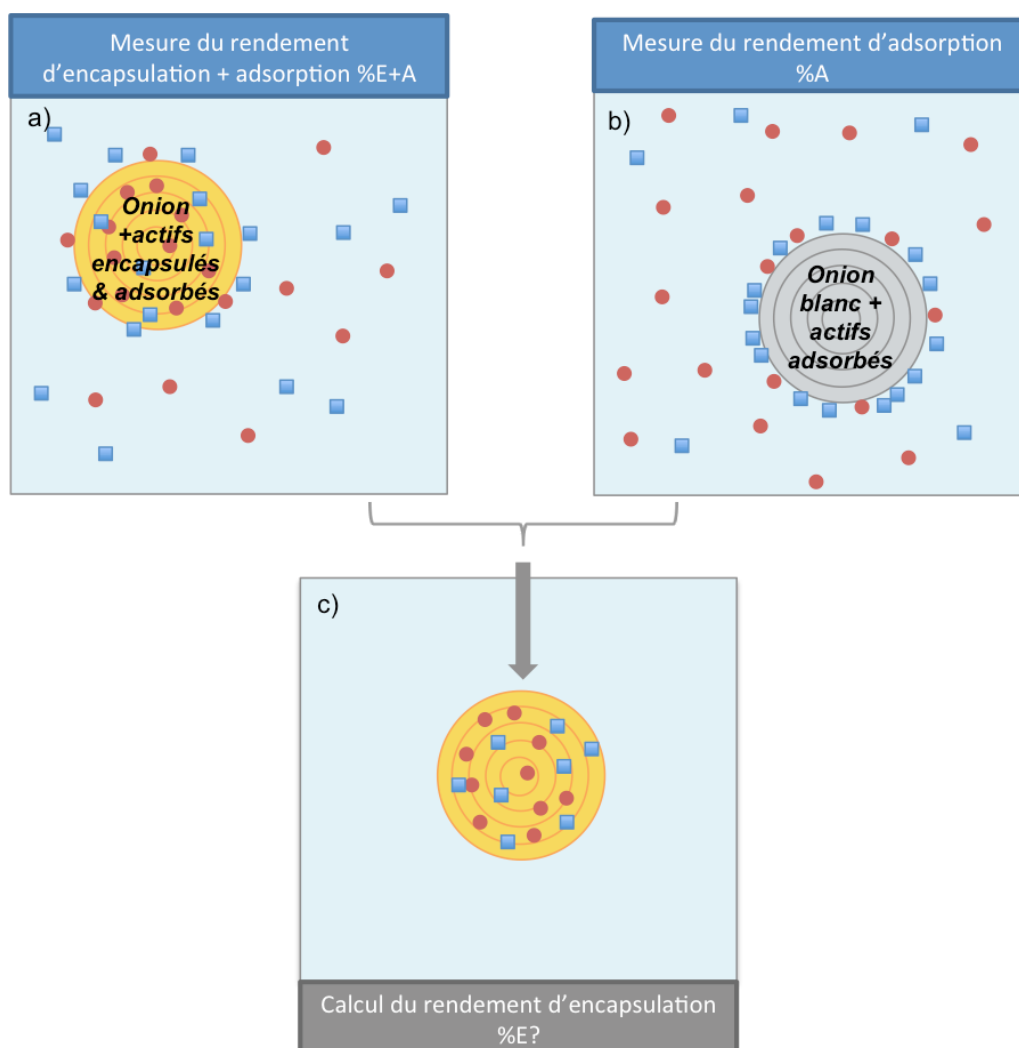 Mesure du rendement
d'encapsulation + adsorption %E+A
Mesure du rendement d'adsorption
%A
a)
Onion
+actifs
encapsulés
& adsorbés
b)
Onion
blanc +
actifs
adsorbés
c)
Calcul du rendement d'encapsulation
%E?